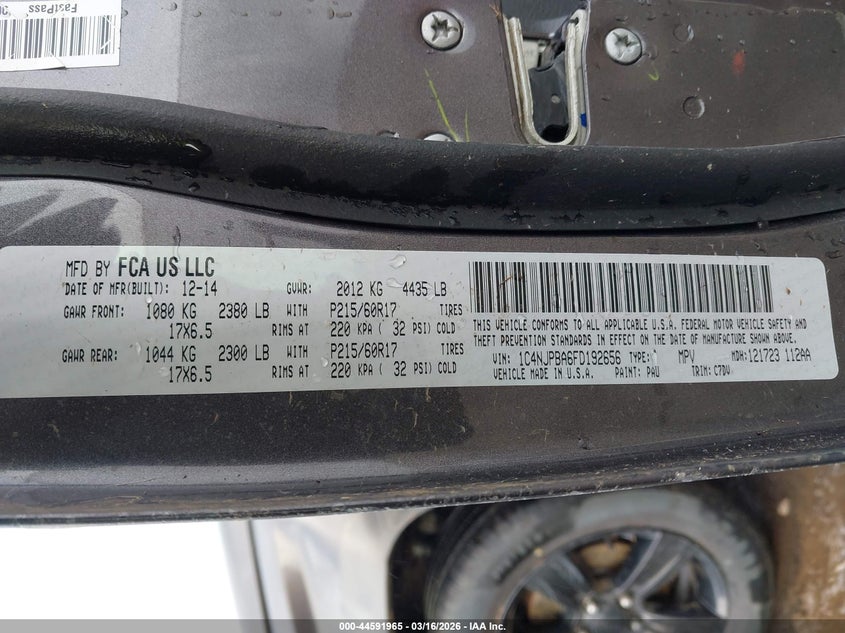 FastPass
MFD BY FCA US LLC
DATE OF MFR(BUILT): 12-14 GVWR: 2012 KG 4435 LB
GAWR FRONT: 1080 KG 2380 LB WITH P215/60R17 TIRES
17X6.5 RIMS AT 220 KPA ( 32 PSI) COLD
GAWR REAR: 1044 KG 2300 LB WITH P215/60R17 TIRES
17X6.5 RIMS AT 220 KPA ( 32 PSI) COLD
THIS VEHICLE CONFORMS TO ALL APPLICABLE U.S.A. FEDERAL MOTOR VEHICLE SAFETY AND
THEFT PREVENTION STANDARDS IN EFFECT ON THE DATE OF MANUFACTURE SHOWN ABOVE.
VIN: 1C4NJPBA6FD192656 TYPE: MPV MDH: 121723 112AA
VEHICLE MADE IN U.S.A. PAINT: PAU TRIM: C7DV
000-44591965 - 03/16/2026 - IAA Inc.